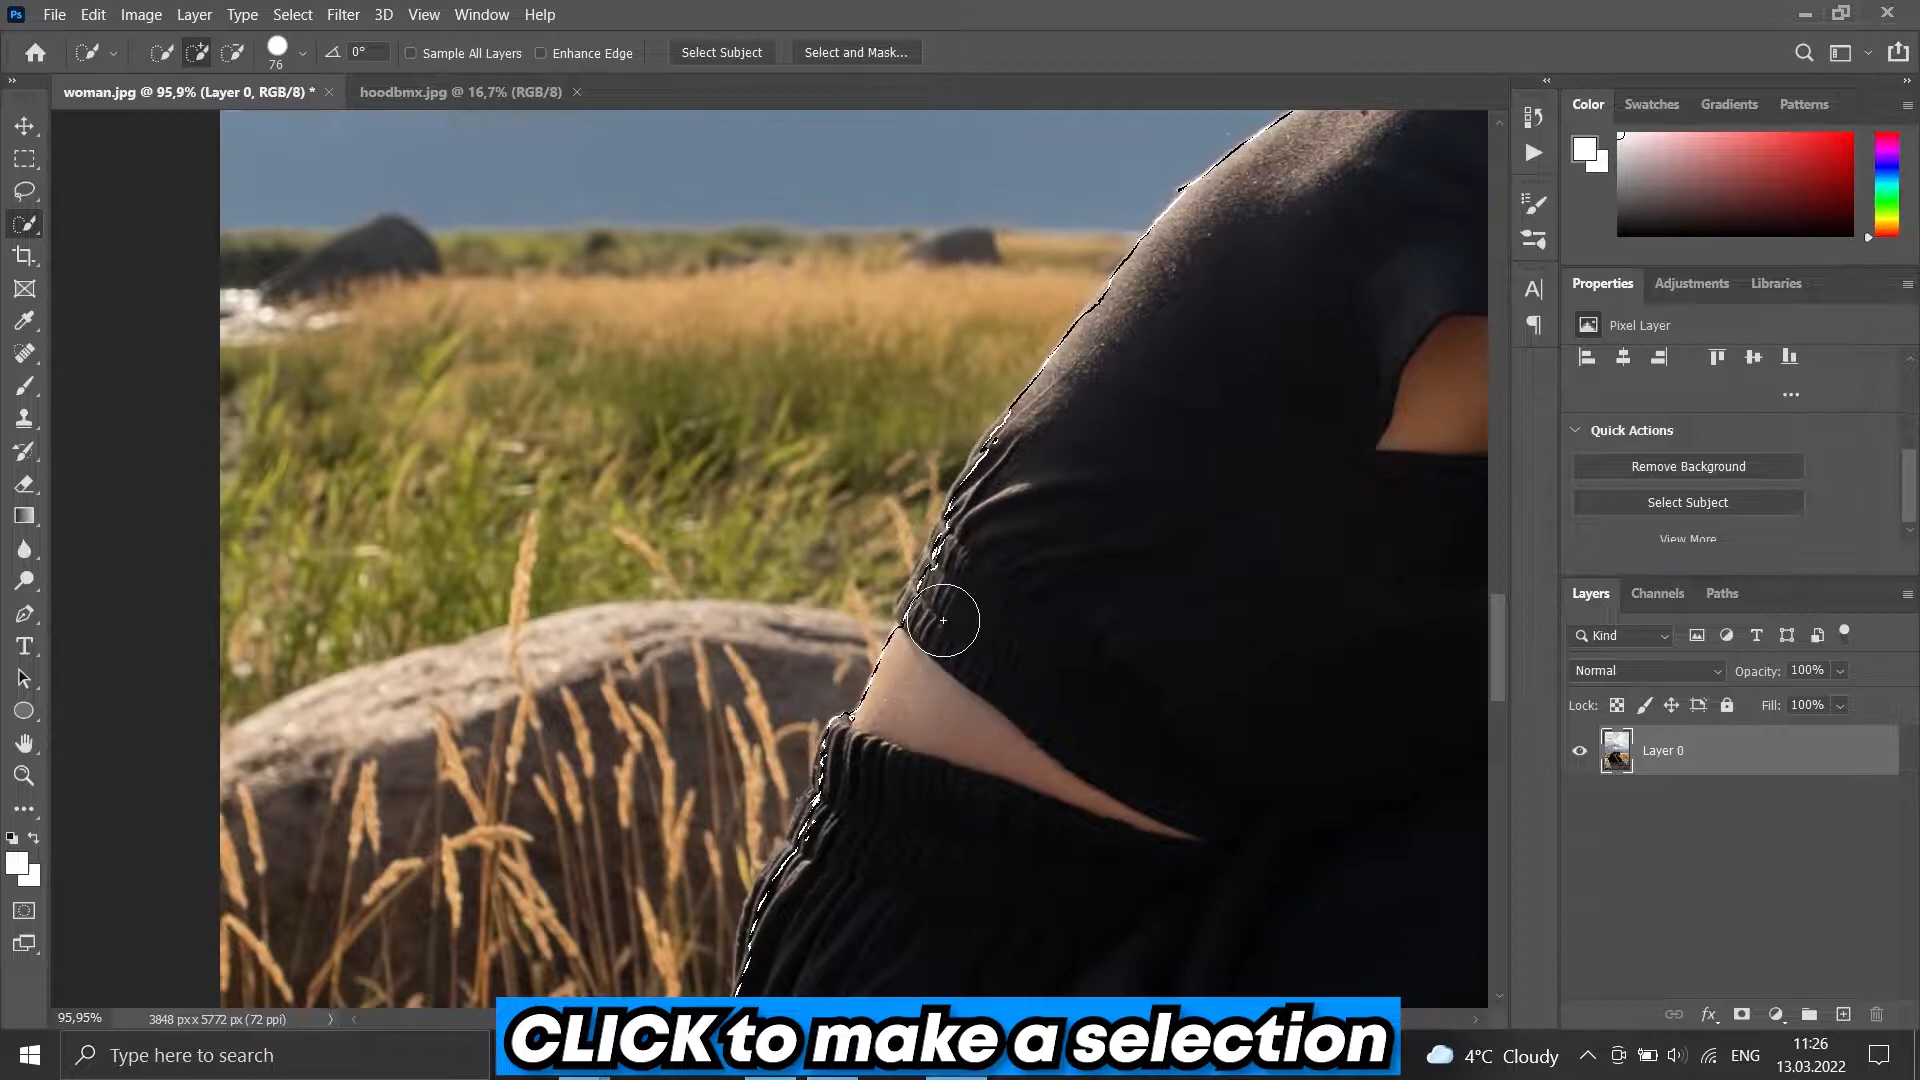 Ps File Edit Image Layer Type Select Filter 3D View Window Help
76 0° Sample All Layers Enhance Edge Select Subject Select and Mask...
woman.jpg @ 95,9% (Layer 0, RGB/8) * × hoodbmx.jpg @ 16,7% (RGB/8) ×
Color Swatches Gradients Patterns
Properties Adjustments Libraries
Pixel Layer
Quick Actions
Remove Background
Select Subject
View More
Layers Channels Paths
Kind
Normal Opacity: 100%
Lock: Fill: 100%
Layer 0
fx
95,95% 3848 px x 5772 px (72 ppi)
CLICK to make a selection
Type here to search
4°C Cloudy ENG 11:26
13.03.2022